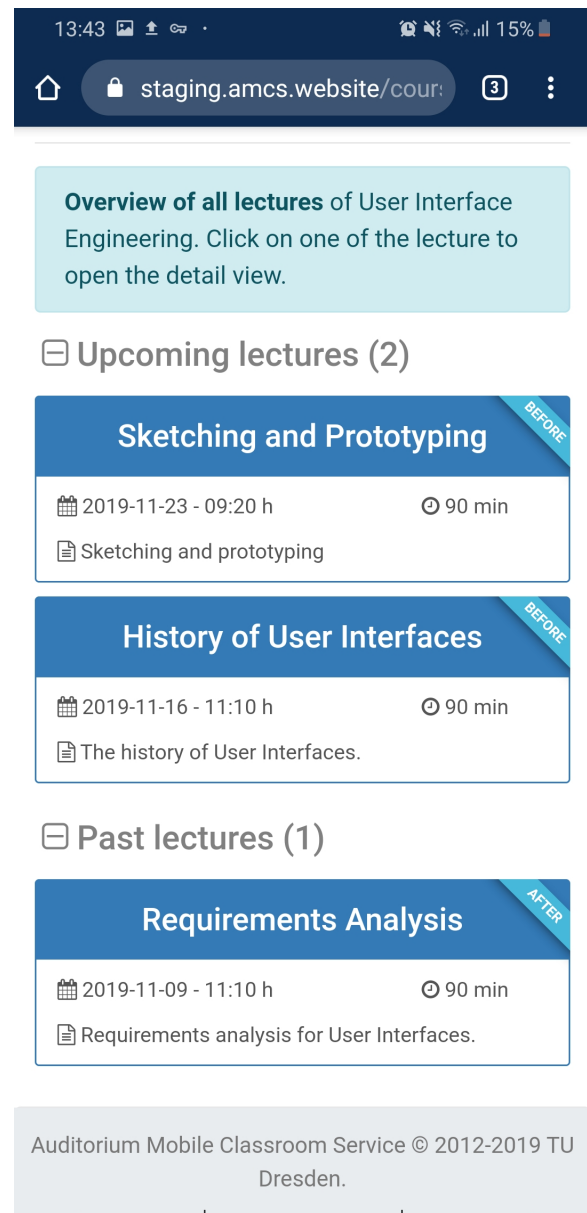 13:43 15%
staging.amcs.website/cour 3
Overview of all lectures of User Interface
Engineering. Click on one of the lecture to
open the detail view.
Upcoming lectures (2)
Sketching and Prototyping
BEFORE
2019-11-23 - 09:20 h 90 min
Sketching and prototyping
History of User Interfaces
BEFORE
2019-11-16 - 11:10 h 90 min
The history of User Interfaces.
Past lectures (1)
Requirements Analysis
AFTER
2019-11-09 - 11:10 h 90 min
Requirements analysis for User Interfaces.
Auditorium Mobile Classroom Service © 2012-2019 TU
Dresden.